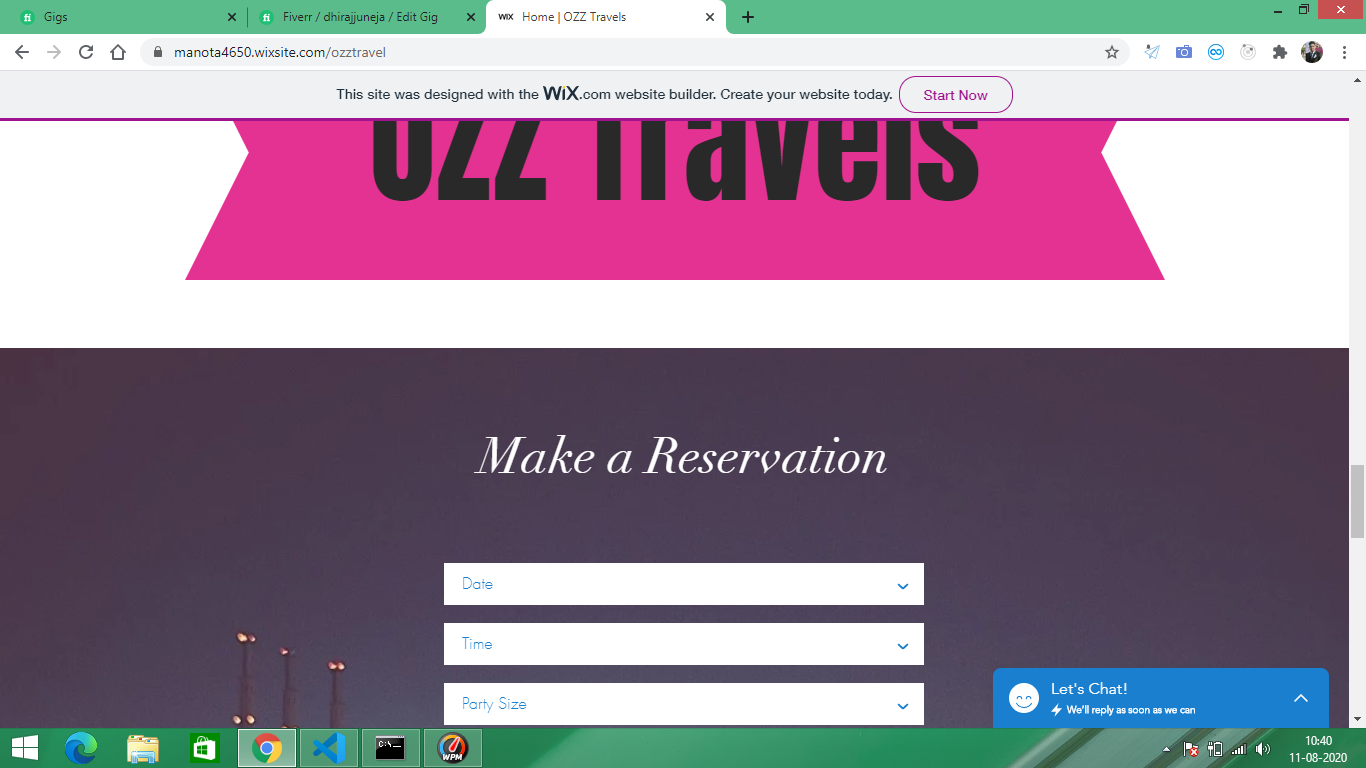 Gigs
Fiverr / dhirajjuneja / Edit Gig
WIX Home | OZZ Travels
manota4650.wixsite.com/ozztravel
This site was designed with the WiX.com website builder. Create your website today. Start Now
Ozz Travels
Make a Reservation
Date
Time
Party Size
Let's Chat!
We'll reply as soon as we can
C:\_
WPM
10:40
11-08-2020